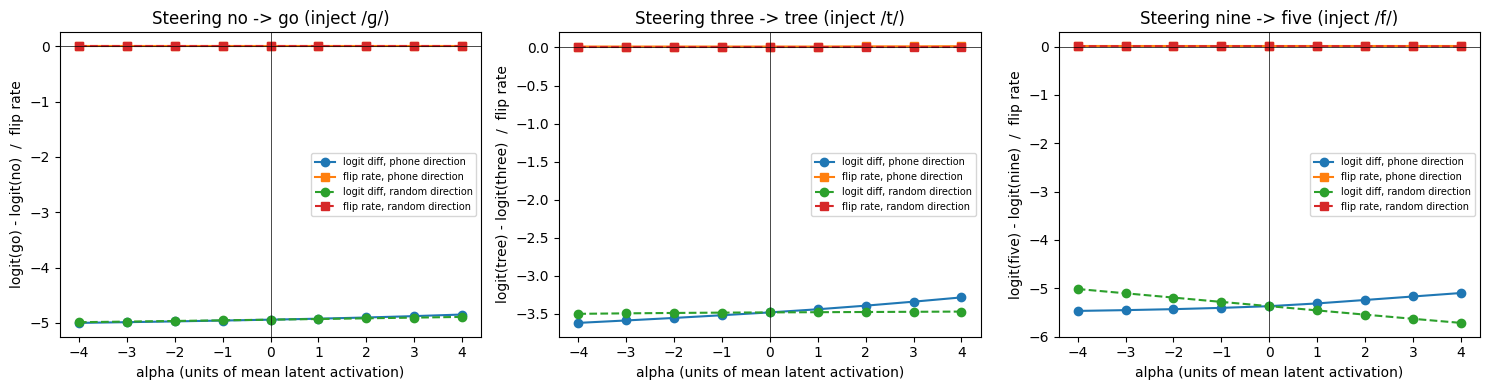 Steering no -> go (inject /g/)
logit(go) - logit(no)  /  flip rate
0
−1
−2
−3
−4
−5
logit diff, phone direction
flip rate, phone direction
logit diff, random direction
flip rate, random direction
−4 −3 −2 −1 0 1 2 3 4
alpha (units of mean latent activation)
Steering three -> tree (inject /t/)
logit(tree) - logit(three)  /  flip rate
0.0
−0.5
−1.0
−1.5
−2.0
−2.5
−3.0
−3.5
logit diff, phone direction
flip rate, phone direction
logit diff, random direction
flip rate, random direction
−4 −3 −2 −1 0 1 2 3 4
alpha (units of mean latent activation)
Steering nine -> five (inject /f/)
logit(five) - logit(nine)  /  flip rate
0
−1
−2
−3
−4
−5
−6
logit diff, phone direction
flip rate, phone direction
logit diff, random direction
flip rate, random direction
−4 −3 −2 −1 0 1 2 3 4
alpha (units of mean latent activation)